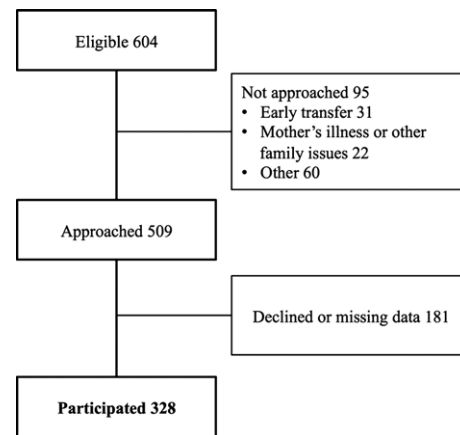 Eligible 604
Not approached 95
• Early transfer 31
• Mother's illness or other
family issues 22
• Other 60
Approached 509
Declined or missing data 181
Participated 328